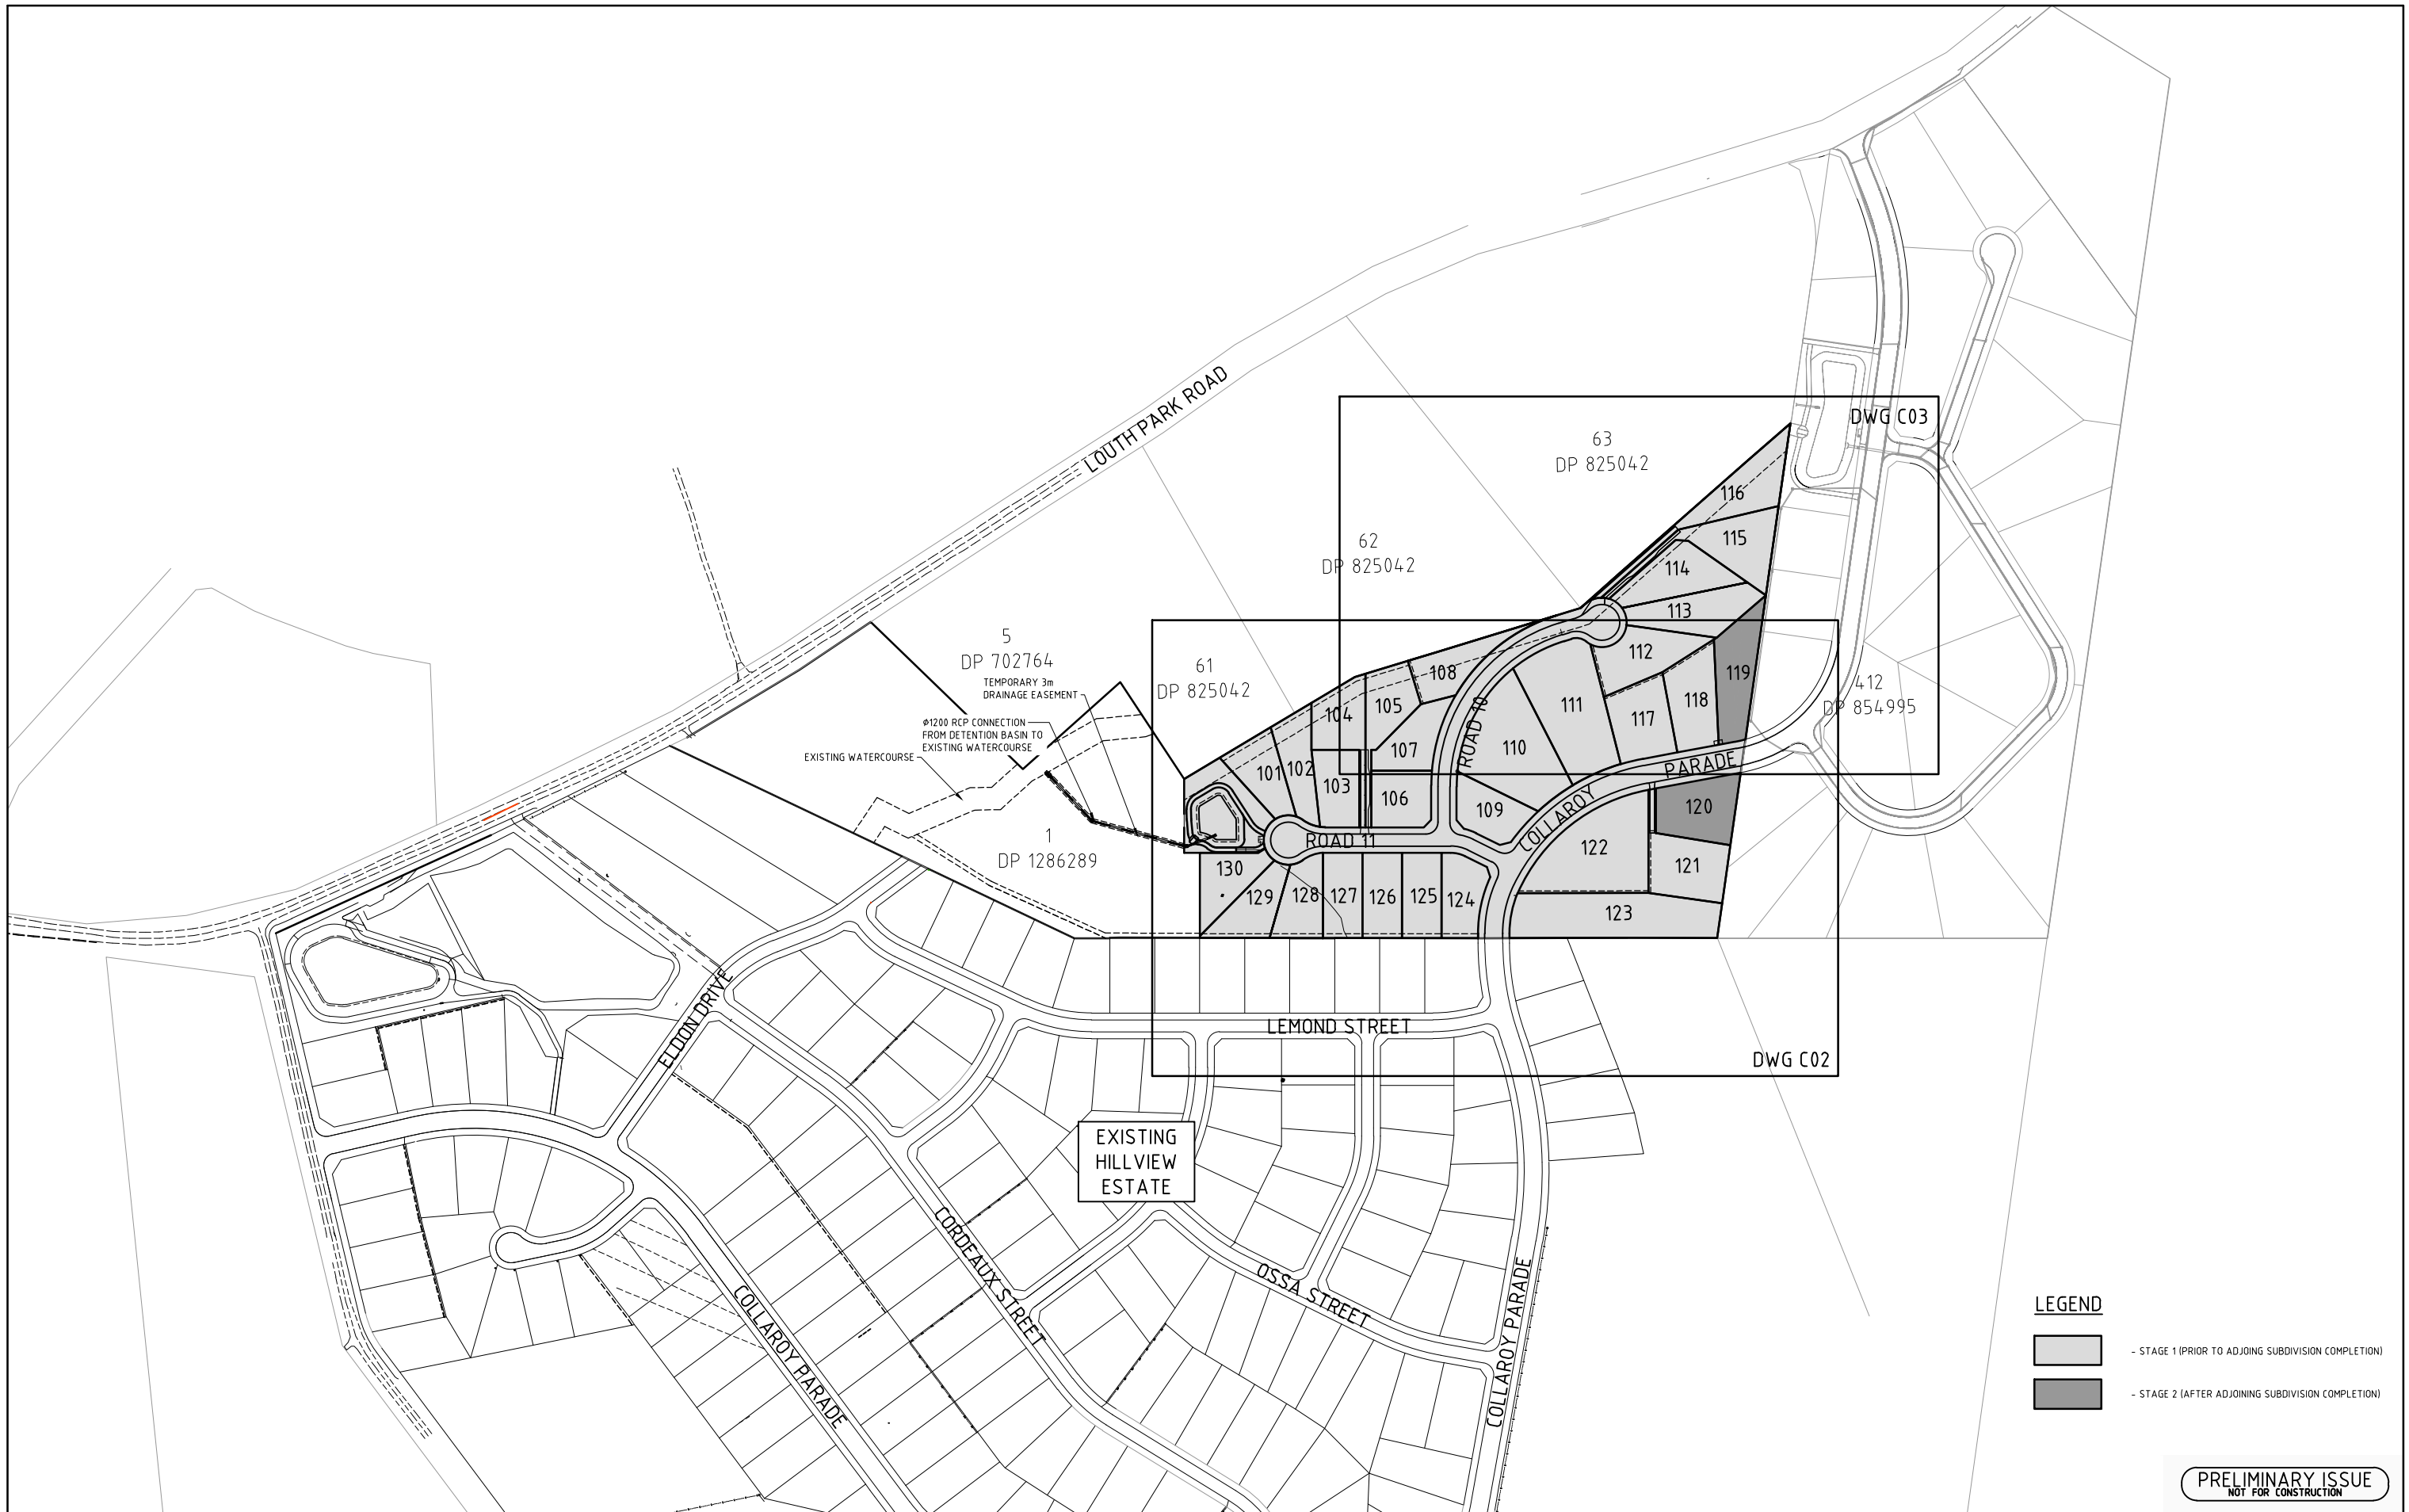 LOUTH PARK ROAD
DWG C03
63
DP 825042
62
DP 825042
5
DP 702764
TEMPORARY 3m
DRAINAGE EASEMENT
61
DP 825042
Ø1200 RCP CONNECTION
FROM DETENTION BASIN TO
EXISTING WATERCOURSE
EXISTING WATERCOURSE
1
DP 1286289
412
DP 854995
116
115
114
113
112
119
108
118
111
104
105
117
107
110
101
102
103
106
109
120
122
121
123
130
129
128
127
126
125
124
ROAD 10
ROAD 11
COLLAROY
PARADE
LEMOND STREET
DWG C02
ELDON DRIVE
EXISTING
HILLVIEW
ESTATE
CORDEAUX STREET
OSSA STREET
COLLAROY PARADE
COLLAROY PARADE
LEGEND
- STAGE 1 (PRIOR TO ADJOING SUBDIVISION COMPLETION)
- STAGE 2 (AFTER ADJOINING SUBDIVISION COMPLETION)
PRELIMINARY ISSUE
NOT FOR CONSTRUCTION